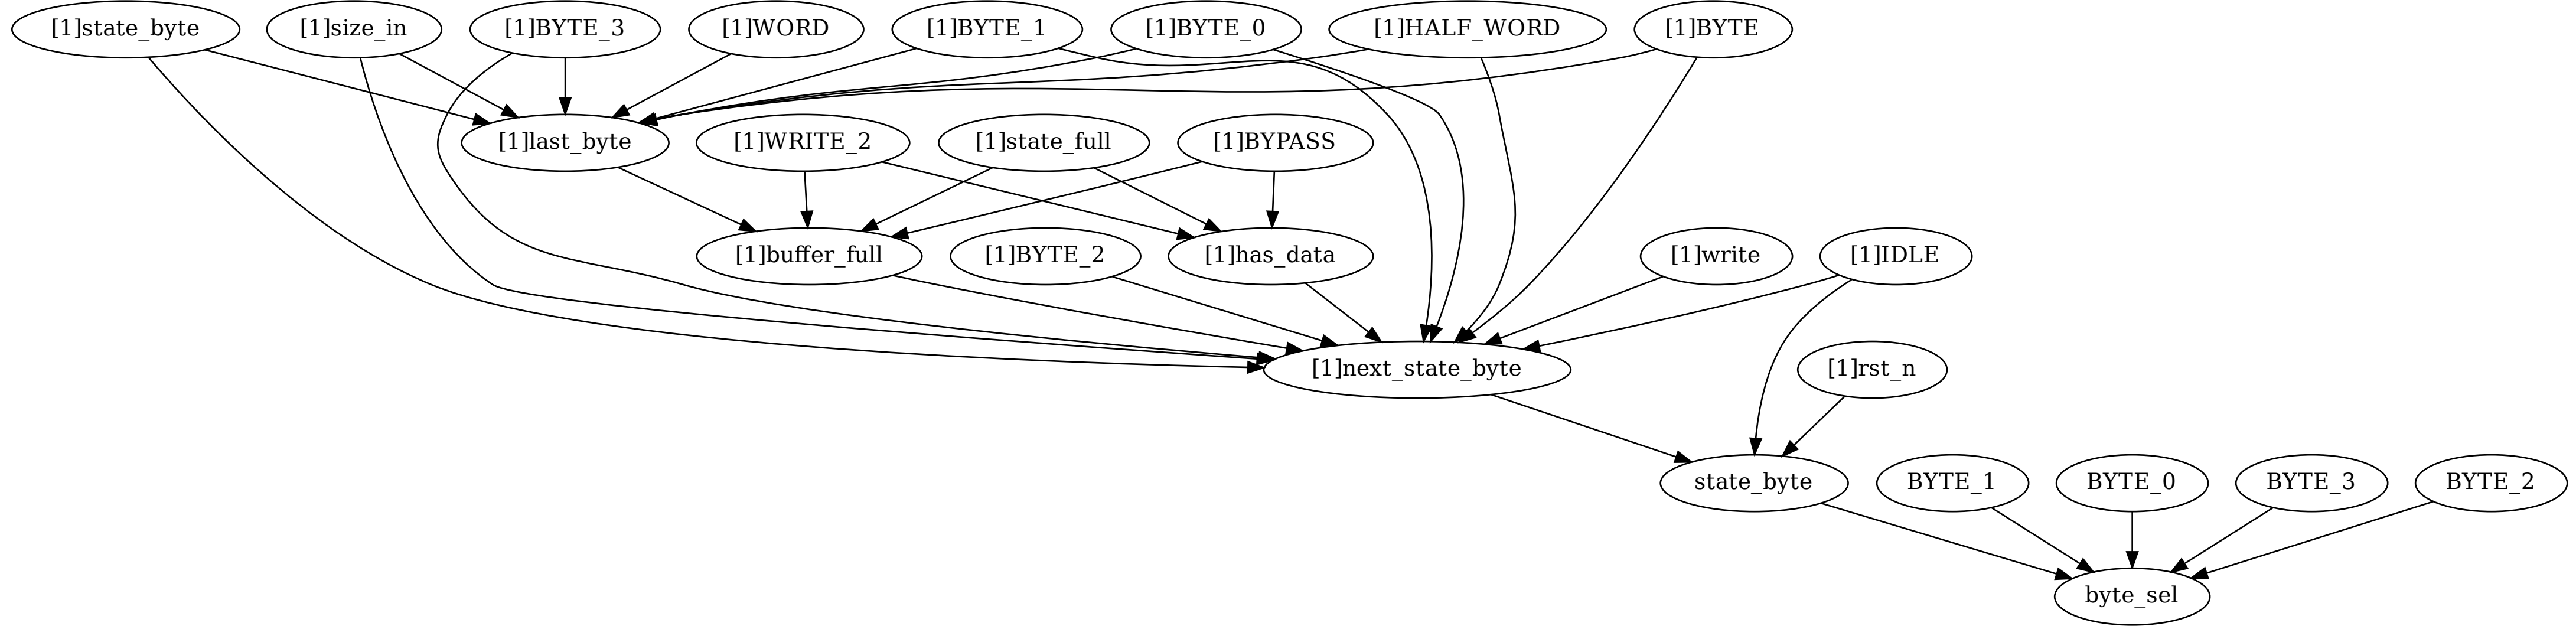 [1]state_byte
[1]size_in
[1]BYTE_3
[1]WORD
[1]BYTE_1
[1]BYTE_0
[1]HALF_WORD
[1]BYTE
[1]last_byte
[1]WRITE_2
[1]state_full
[1]BYPASS
[1]buffer_full
[1]BYTE_2
[1]has_data
[1]write
[1]IDLE
[1]next_state_byte
[1]rst_n
state_byte
BYTE_1
BYTE_0
BYTE_3
BYTE_2
byte_sel